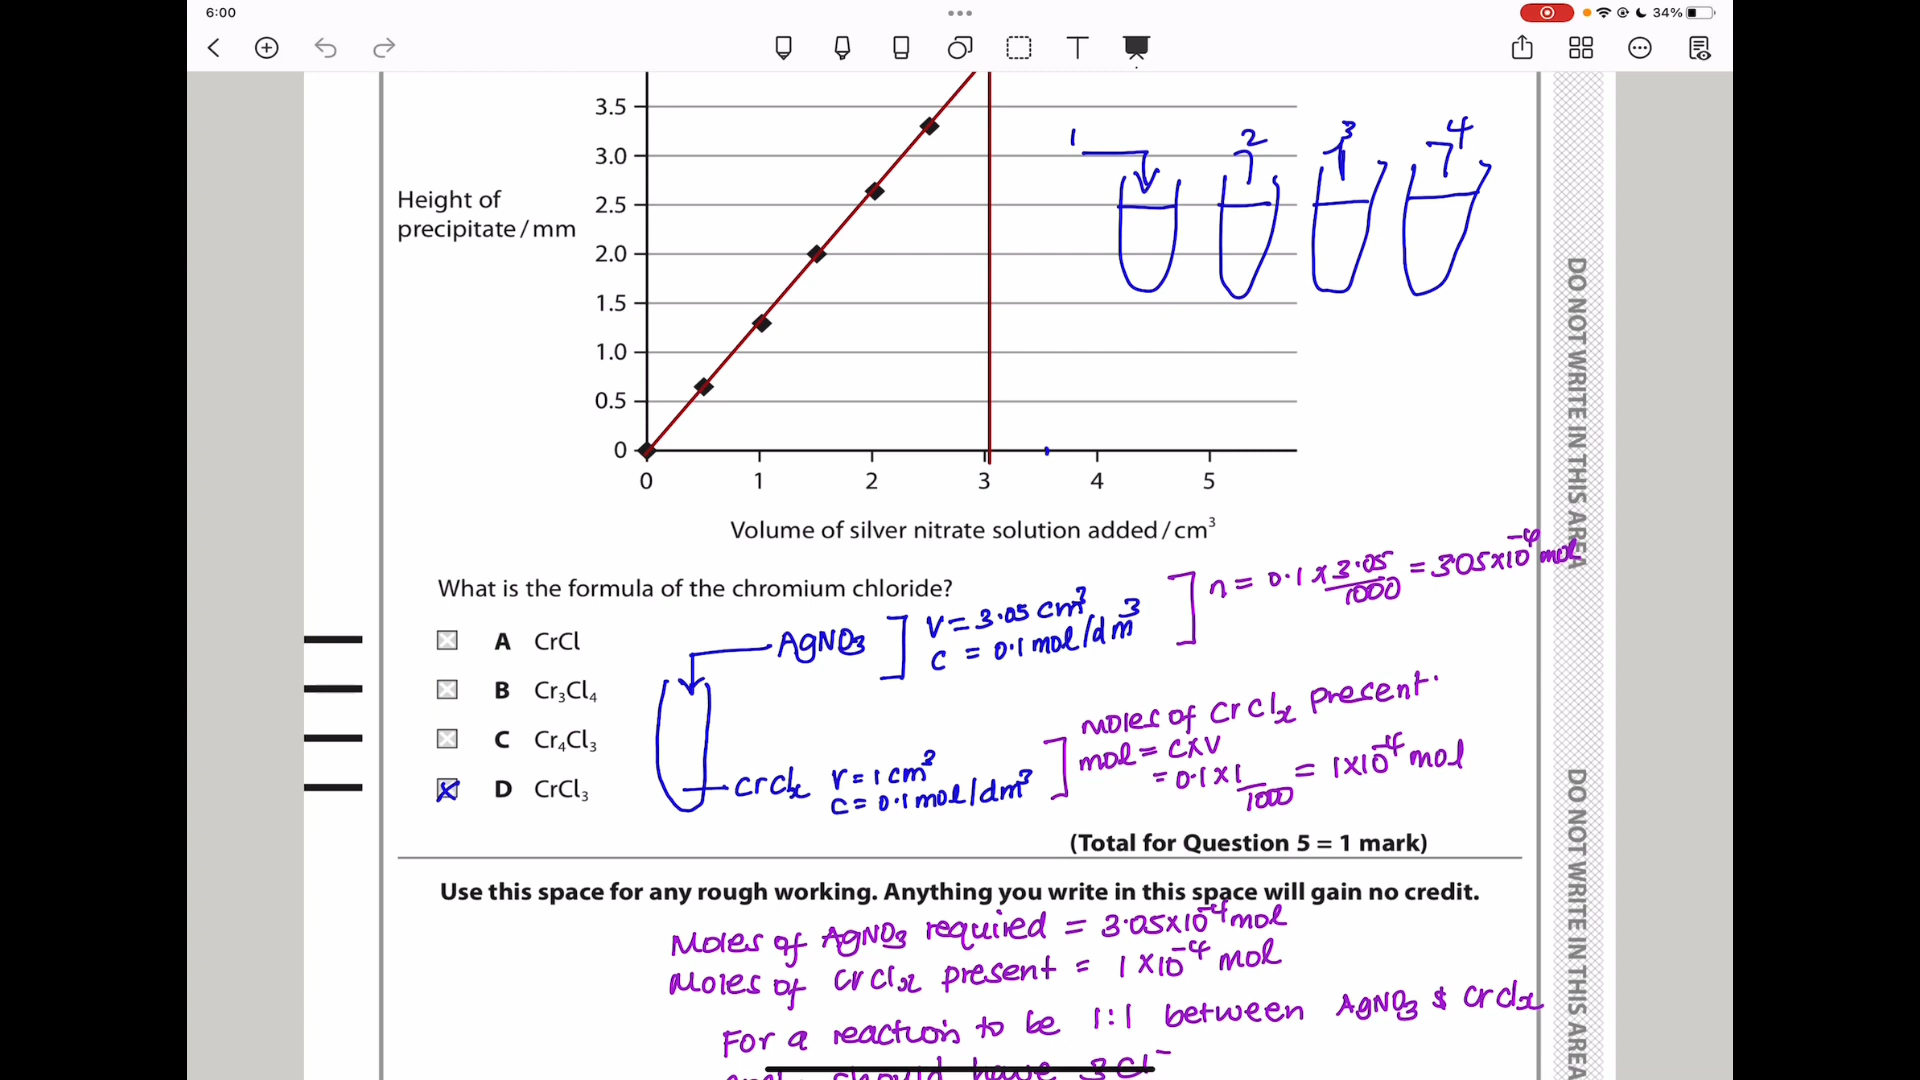 6:00
34%
3.5
3.0
2.5
2.0
1.5
1.0
0.5
0
Height of
precipitate / mm
1 2 3 4
0 1 2 3 4 5
Volume of silver nitrate solution added / cm³
DO NOT WRITE IN THIS AREA
What is the formula of the chromium chloride?
A CrCl
B Cr₃Cl₄
C Cr₄Cl₃
D CrCl₃
AgNO₃
V = 3.05 cm³
c = 0.1 mol/dm³
n = 0.1 x 3.05/1000 = 3.05x10⁻⁴ mol
CrClx
V = 1 cm³
c = 0.1 mol/dm³
moles of CrClx present.
mol = CxV
= 0.1 x 1/1000 = 1x10⁻⁴ mol
(Total for Question 5 = 1 mark)
DO NOT WRITE IN THIS AREA
Use this space for any rough working. Anything you write in this space will gain no credit.
Moles of AgNO₃ required = 3.05x10⁻⁴ mol
Moles of CrClx present = 1x10⁻⁴ mol
For a reaction to be 1:1 between AgNO₃ & CrClx
should have 3Cl⁻